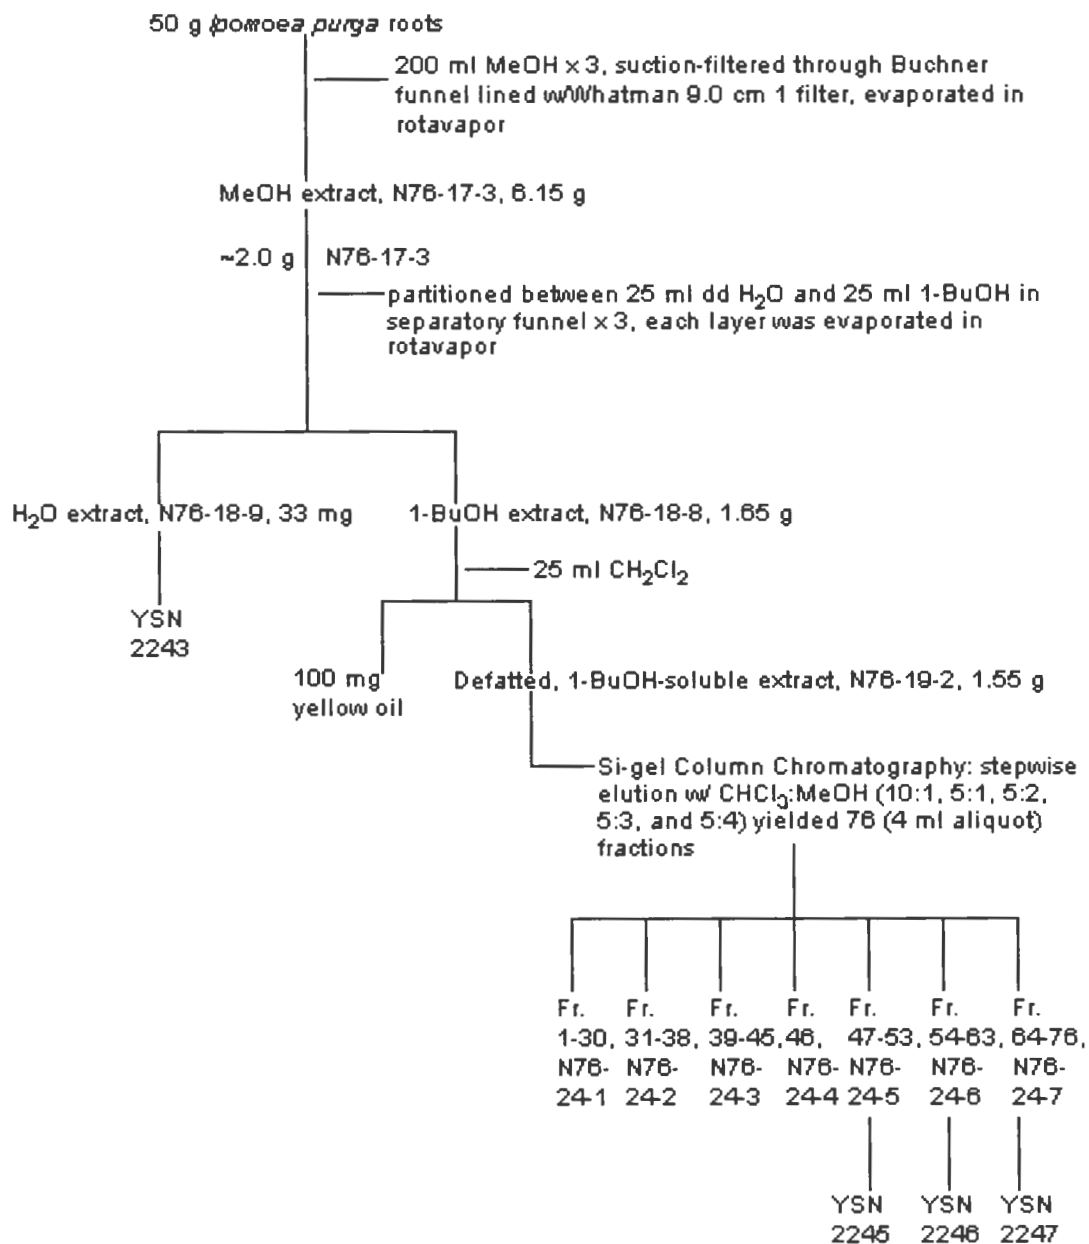 50 g Ipomoea purga roots
200 ml MeOH x 3, suction-filtered through Buchner
funnel lined w/Whatman 9.0 cm 1 filter, evaporated in
rotavapor
MeOH extract, N76-17-3, 6.15 g
~2.0 g N76-17-3
partitioned between 25 ml dd H₂O and 25 ml 1-BuOH in
separatory funnel x 3, each layer was evaporated in
rotavapor
H₂O extract, N76-18-9, 33 mg
1-BuOH extract, N76-18-8, 1.65 g
25 ml CH₂Cl₂
YSN
2243
100 mg
yellow oil
Defatted, 1-BuOH-soluble extract, N76-19-2, 1.55 g
Si-gel Column Chromatography: stepwise
elution w/ CHCl₃:MeOH (10:1, 5:1, 5:2,
5:3, and 5:4) yielded 76 (4 ml aliquot)
fractions
Fr. Fr. Fr. Fr. Fr. Fr. Fr.
1-30, 31-38, 39-45, 46, 47-53, 54-63, 64-76,
N76- N76- N76- N76- N76- N76- N76-
24-1 24-2 24-3 24-4 24-5 24-6 24-7
YSN YSN YSN
2245 2246 2247